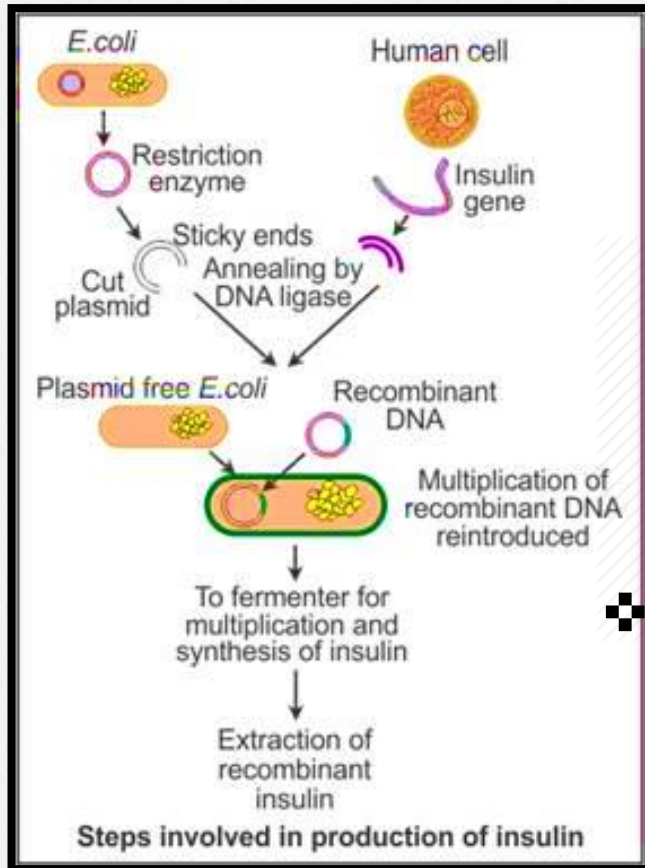 E.coli
Human cell
Restriction
enzyme
Insulin
gene
Sticky ends
Cut
plasmid
Annealing by
DNA ligase
Plasmid free E.coli
Recombinant
DNA
Multiplication of
recombinant DNA
reintroduced
To fermenter for
multiplication and
synthesis of insulin
Extraction of
recombinant
insulin
Steps involved in production of insulin